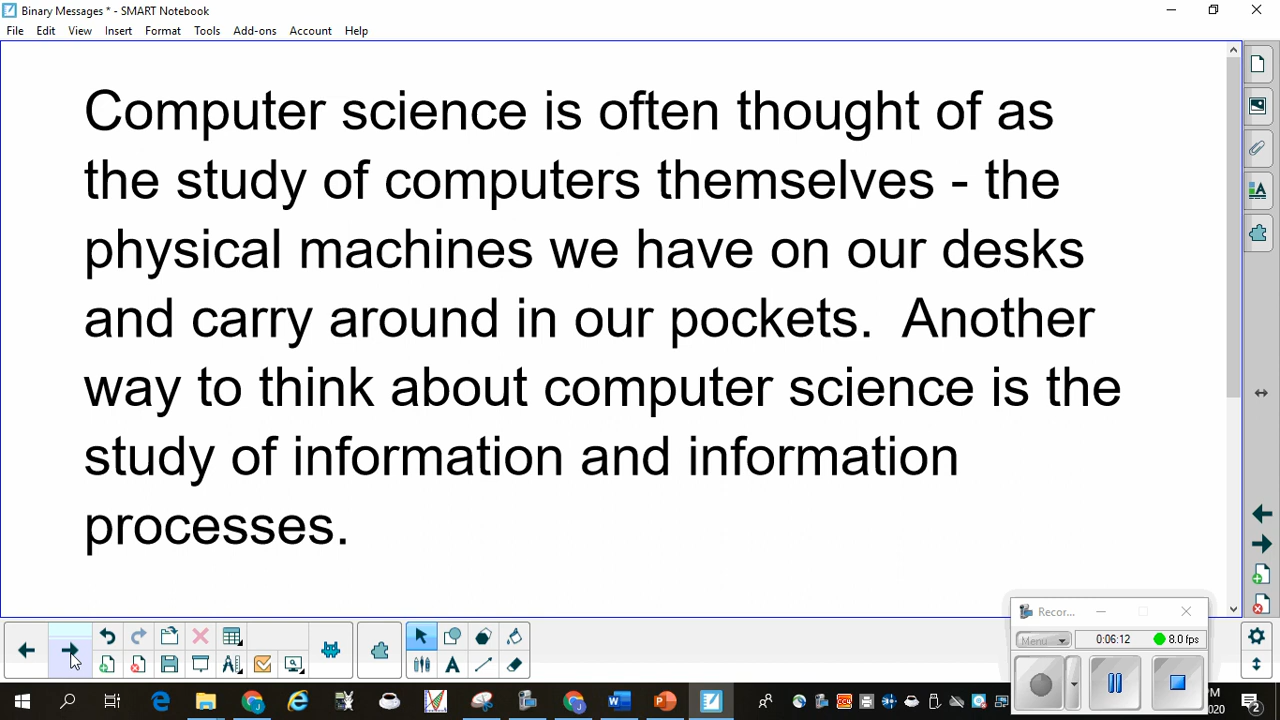 Binary Messages * - SMART Notebook
File Edit View Insert Format Tools Add-ons Account Help
Computer science is often thought of as
the study of computers themselves - the
physical machines we have on our desks
and carry around in our pockets.  Another
way to think about computer science is the
study of information and information
processes.
Recor...
Menu 0:06:12 8.0 fps
PM
2020
2